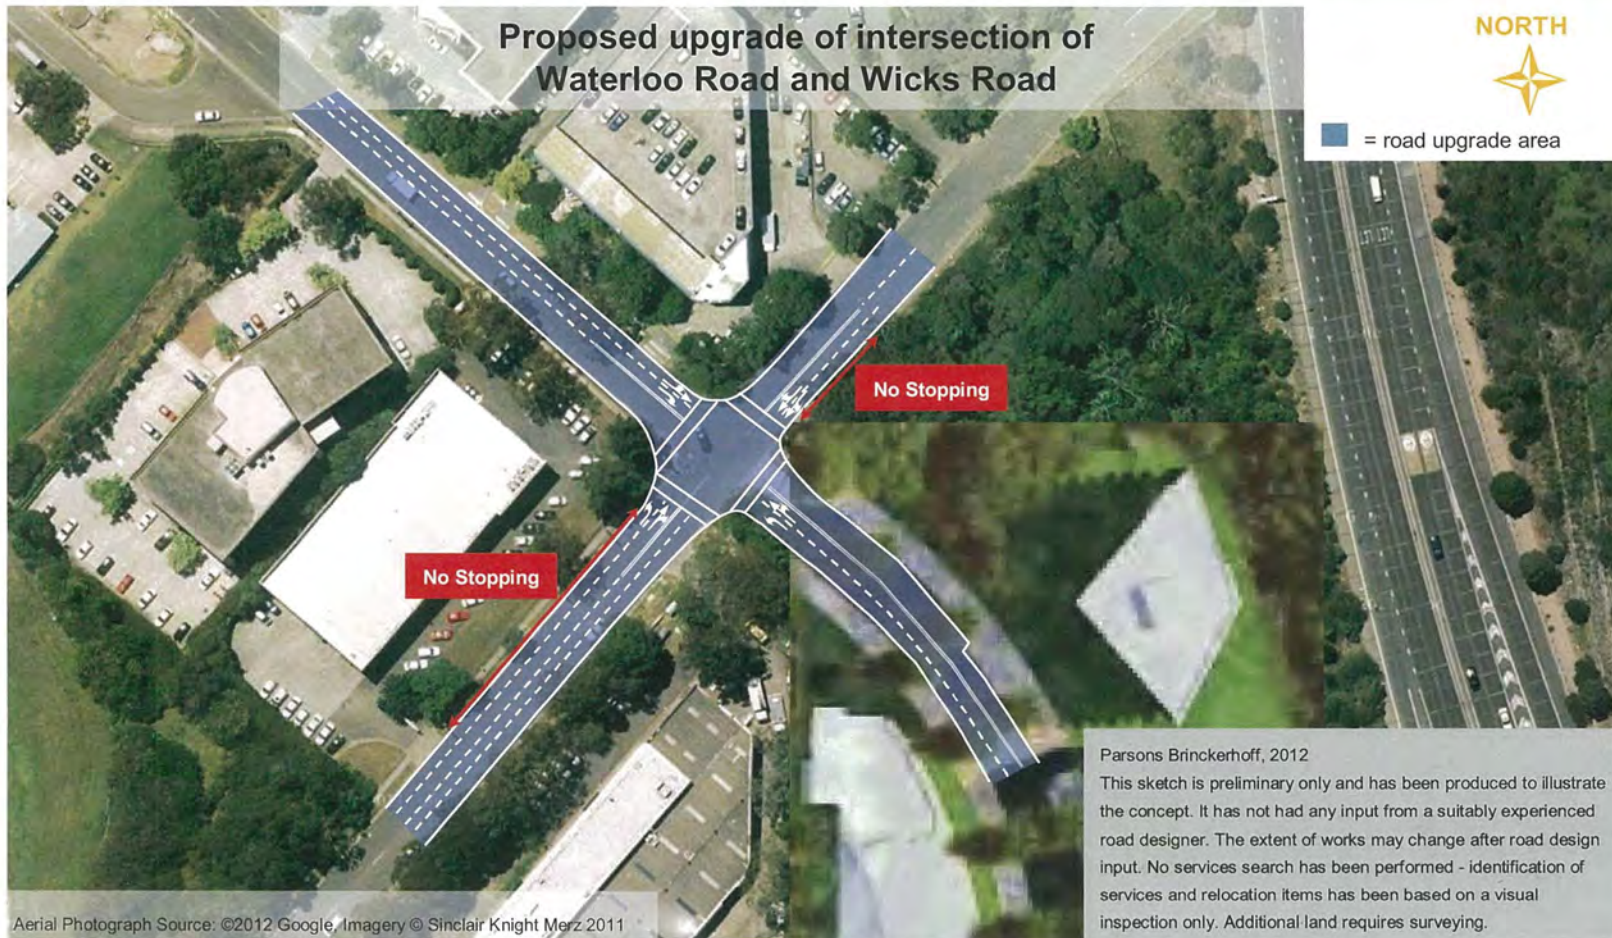 Proposed upgrade of intersection of
Waterloo Road and Wicks Road
NORTH
= road upgrade area
No Stopping
No Stopping
Parsons Brinckerhoff, 2012
This sketch is preliminary only and has been produced to illustrate
the concept. It has not had any input from a suitably experienced
road designer. The extent of works may change after road design
input. No services search has been performed - identification of
services and relocation items has been based on a visual
inspection only. Additional land requires surveying.
Aerial Photograph Source: ©2012 Google, Imagery © Sinclair Knight Merz 2011